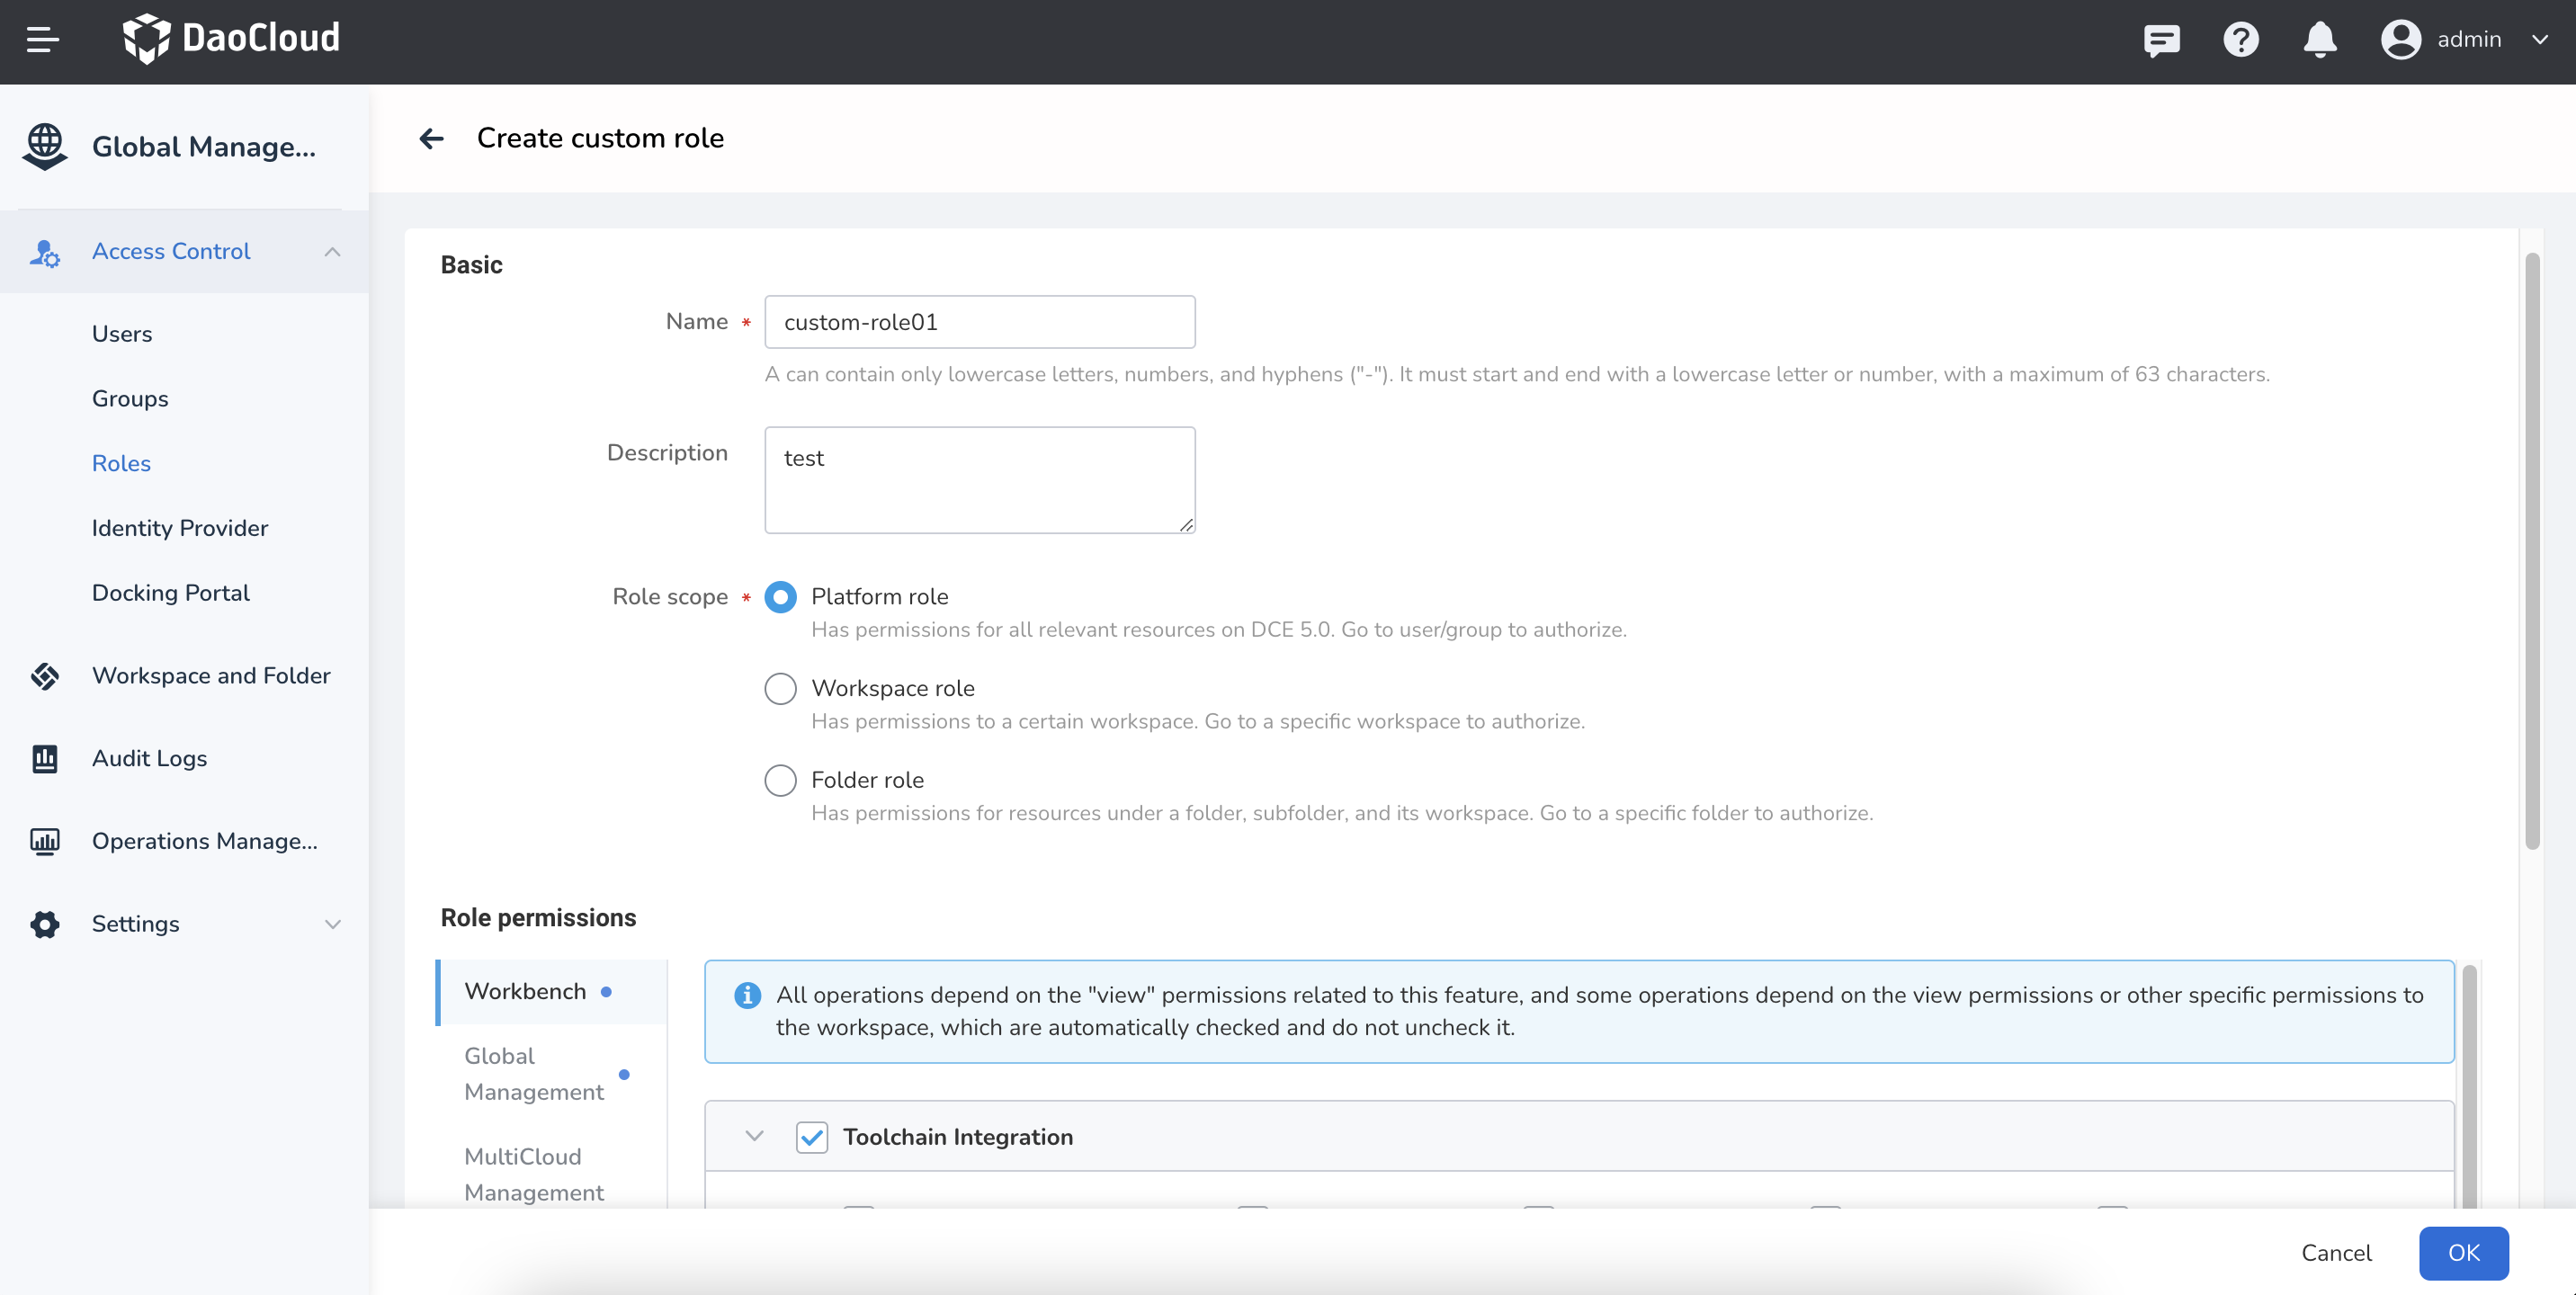 DaoCloud
admin
Global Manage...
Create custom role
Access Control
Users
Groups
Roles
Identity Provider
Docking Portal
Workspace and Folder
Audit Logs
Operations Manage...
Settings
Basic
Name *
custom-role01
A can contain only lowercase letters, numbers, and hyphens ("-"). It must start and end with a lowercase letter or number, with a maximum of 63 characters.
Description
test
Role scope *
Platform role
Has permissions for all relevant resources on DCE 5.0. Go to user/group to authorize.
Workspace role
Has permissions to a certain workspace. Go to a specific workspace to authorize.
Folder role
Has permissions for resources under a folder, subfolder, and its workspace. Go to a specific folder to authorize.
Role permissions
Workbench
Global
Management
MultiCloud
Management
All operations depend on the "view" permissions related to this feature, and some operations depend on the view permissions or other specific permissions to
the workspace, which are automatically checked and do not uncheck it.
Toolchain Integration
Cancel
OK